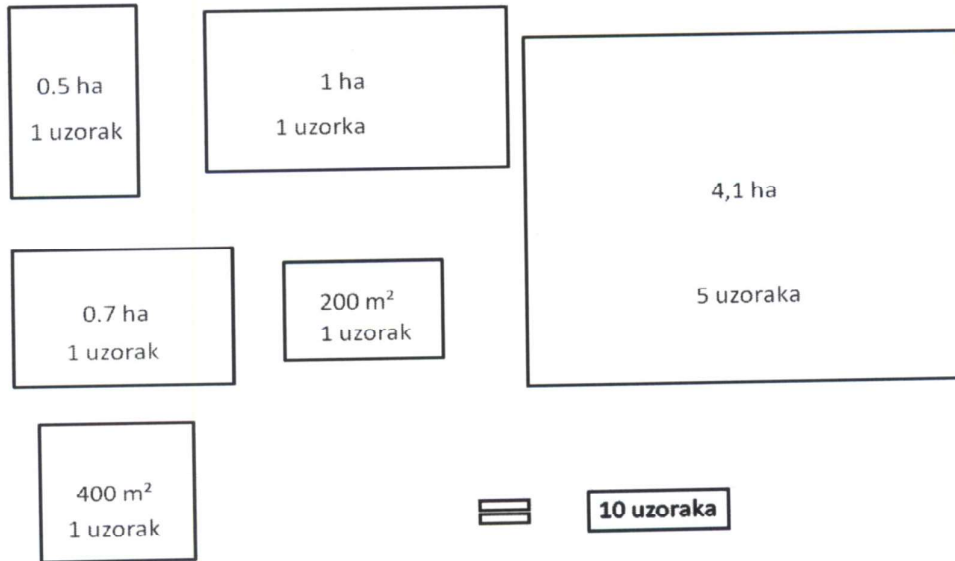 0.5 ha
1 uzorak
1 ha
1 uzorka
4,1 ha
5 uzoraka
0.7 ha
1 uzorak
200 m²
1 uzorak
400 m²
1 uzorak
10 uzoraka